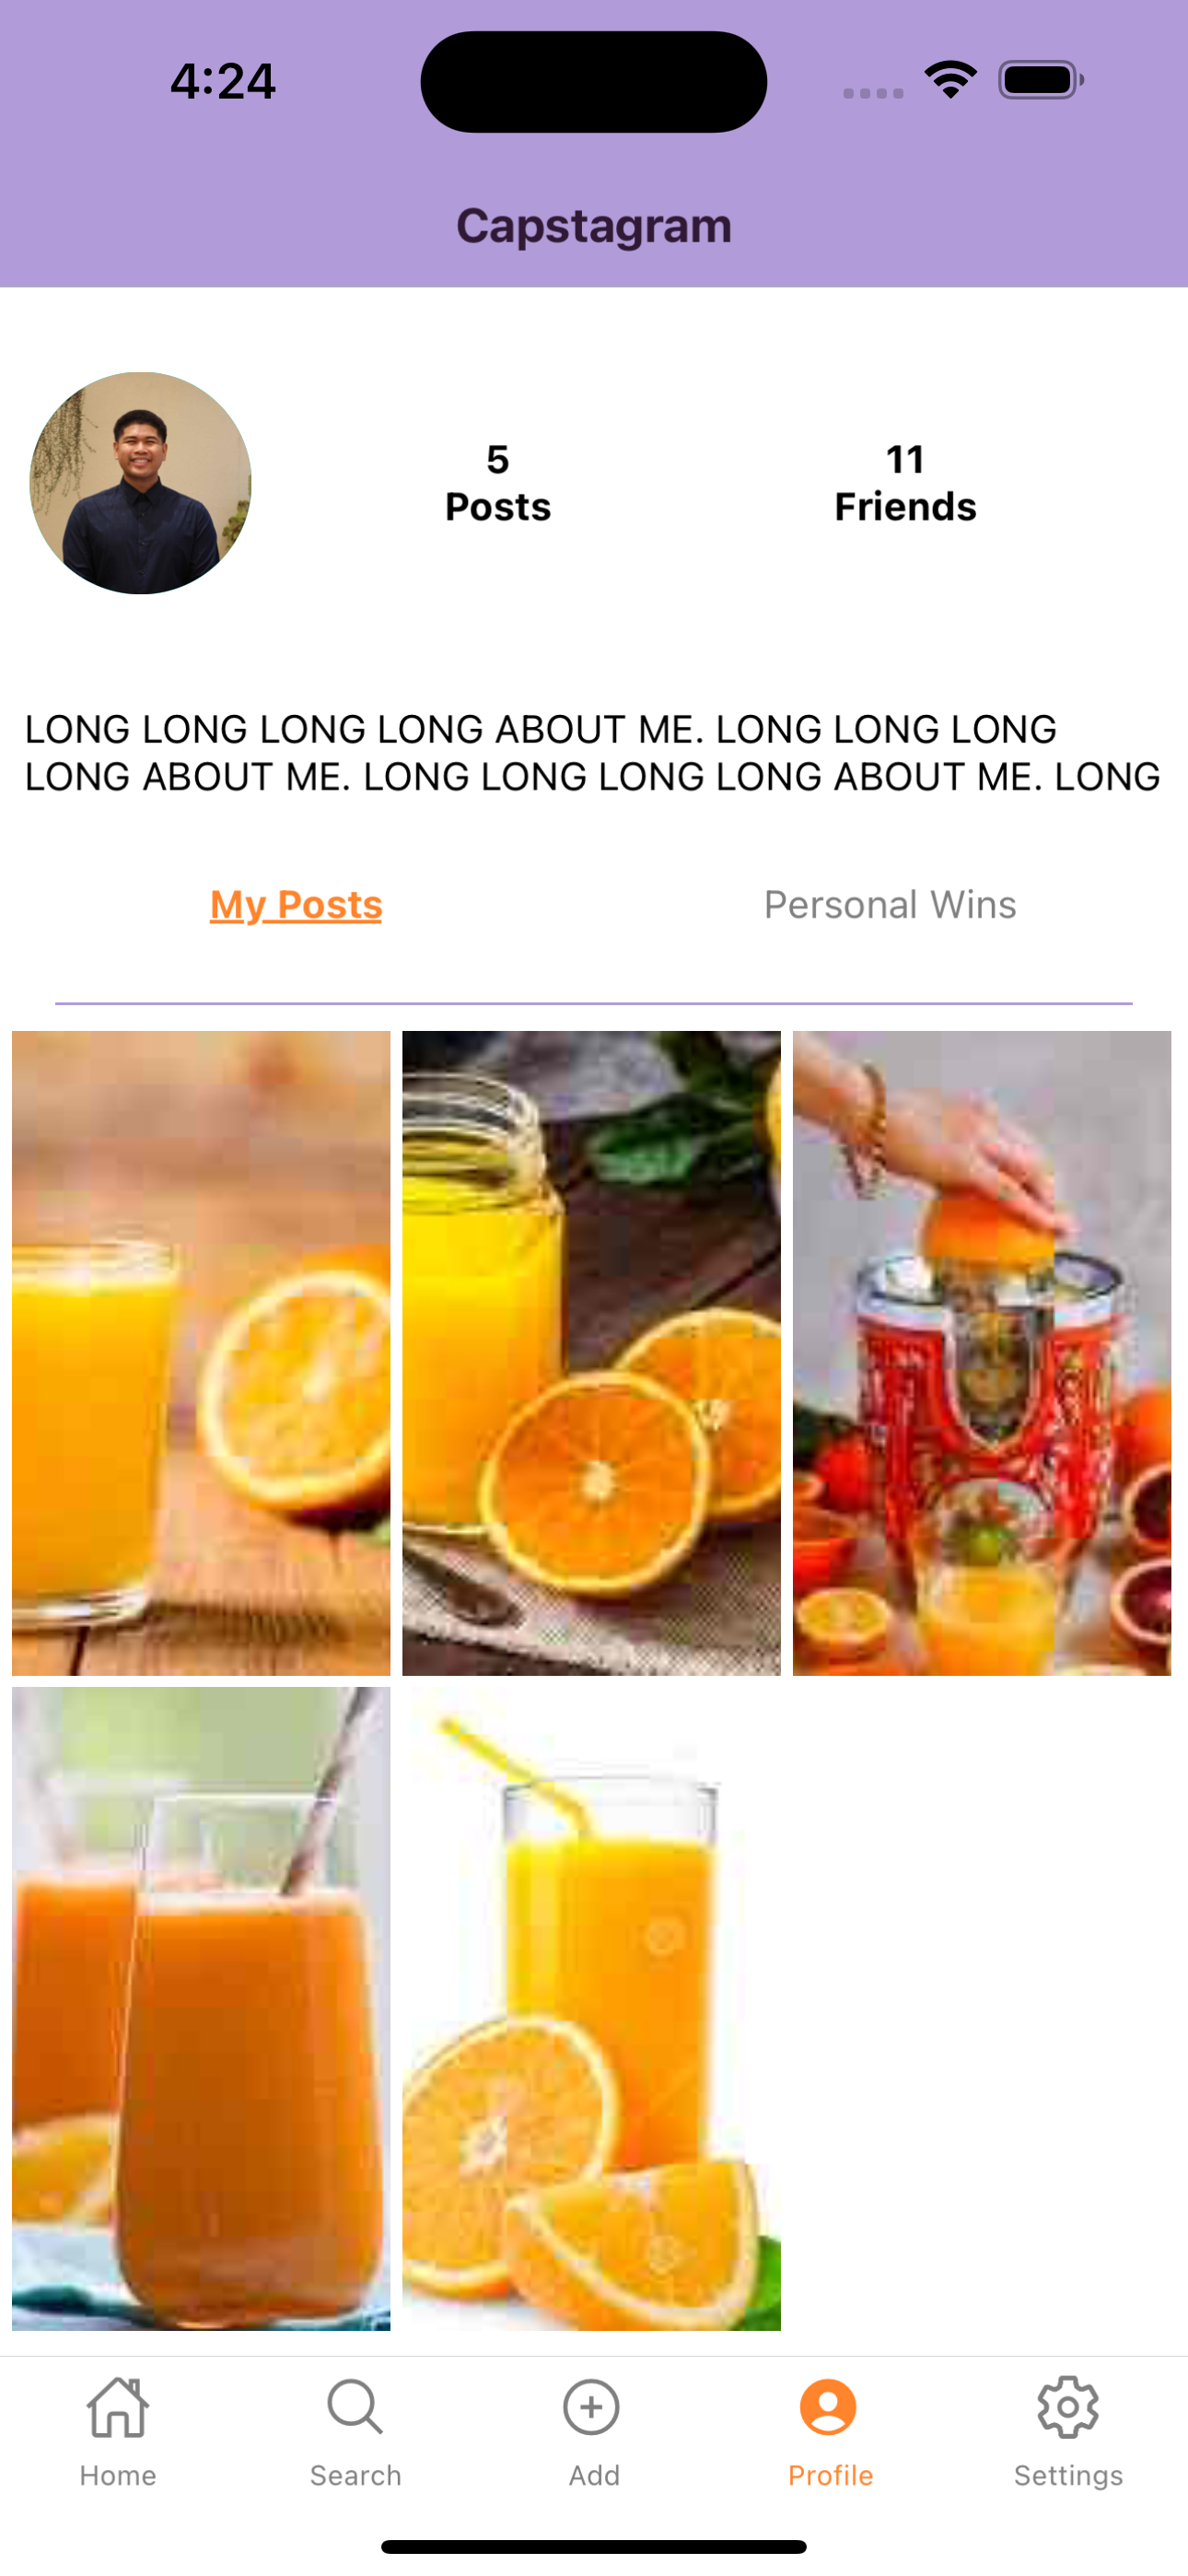 4:24
Capstagram
5
Posts
11
Friends
LONG LONG LONG LONG ABOUT ME. LONG LONG LONG
LONG ABOUT ME. LONG LONG LONG LONG ABOUT ME. LONG
My Posts
Personal Wins
Home
Search
Add
Profile
Settings